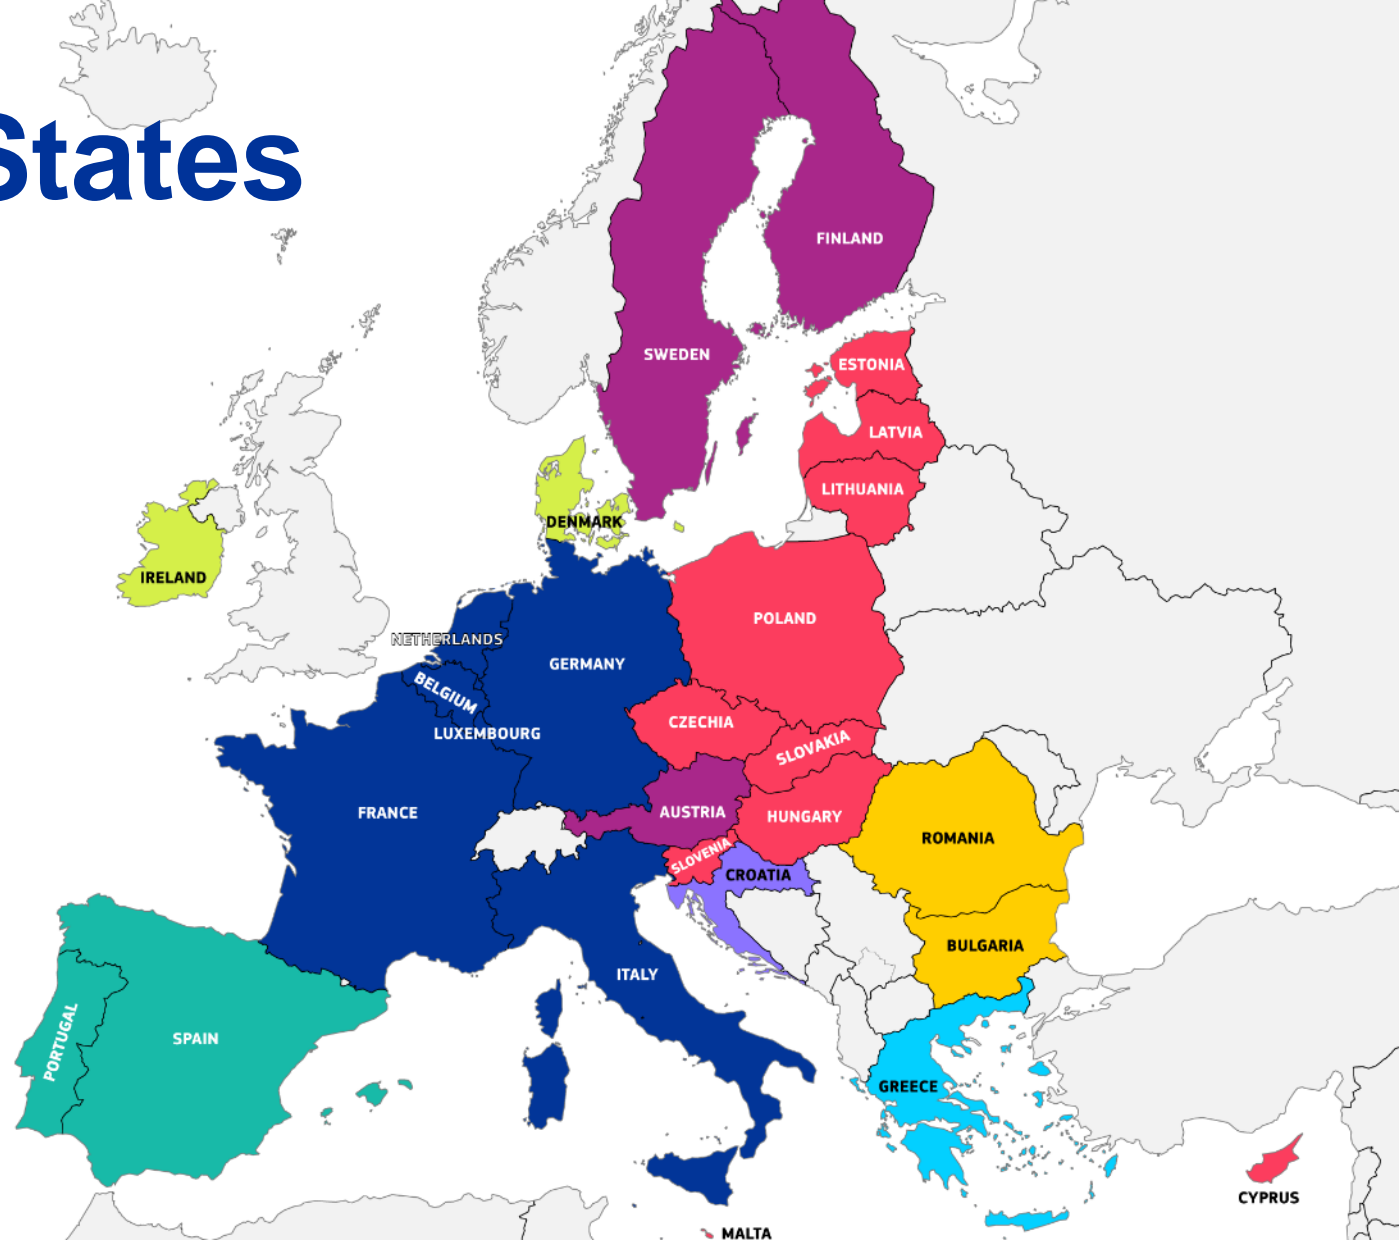 States
FINLAND
SWEDEN
ESTONIA
LATVIA
LITHUANIA
DENMARK
IRELAND
POLAND
NETHERLANDS
GERMANY
BELGIUM
CZECHIA
LUXEMBOURG
SLOVAKIA
FRANCE
AUSTRIA
HUNGARY
ROMANIA
SLOVENIA
CROATIA
BULGARIA
ITALY
PORTUGAL
SPAIN
GREECE
CYPRUS
MALTA